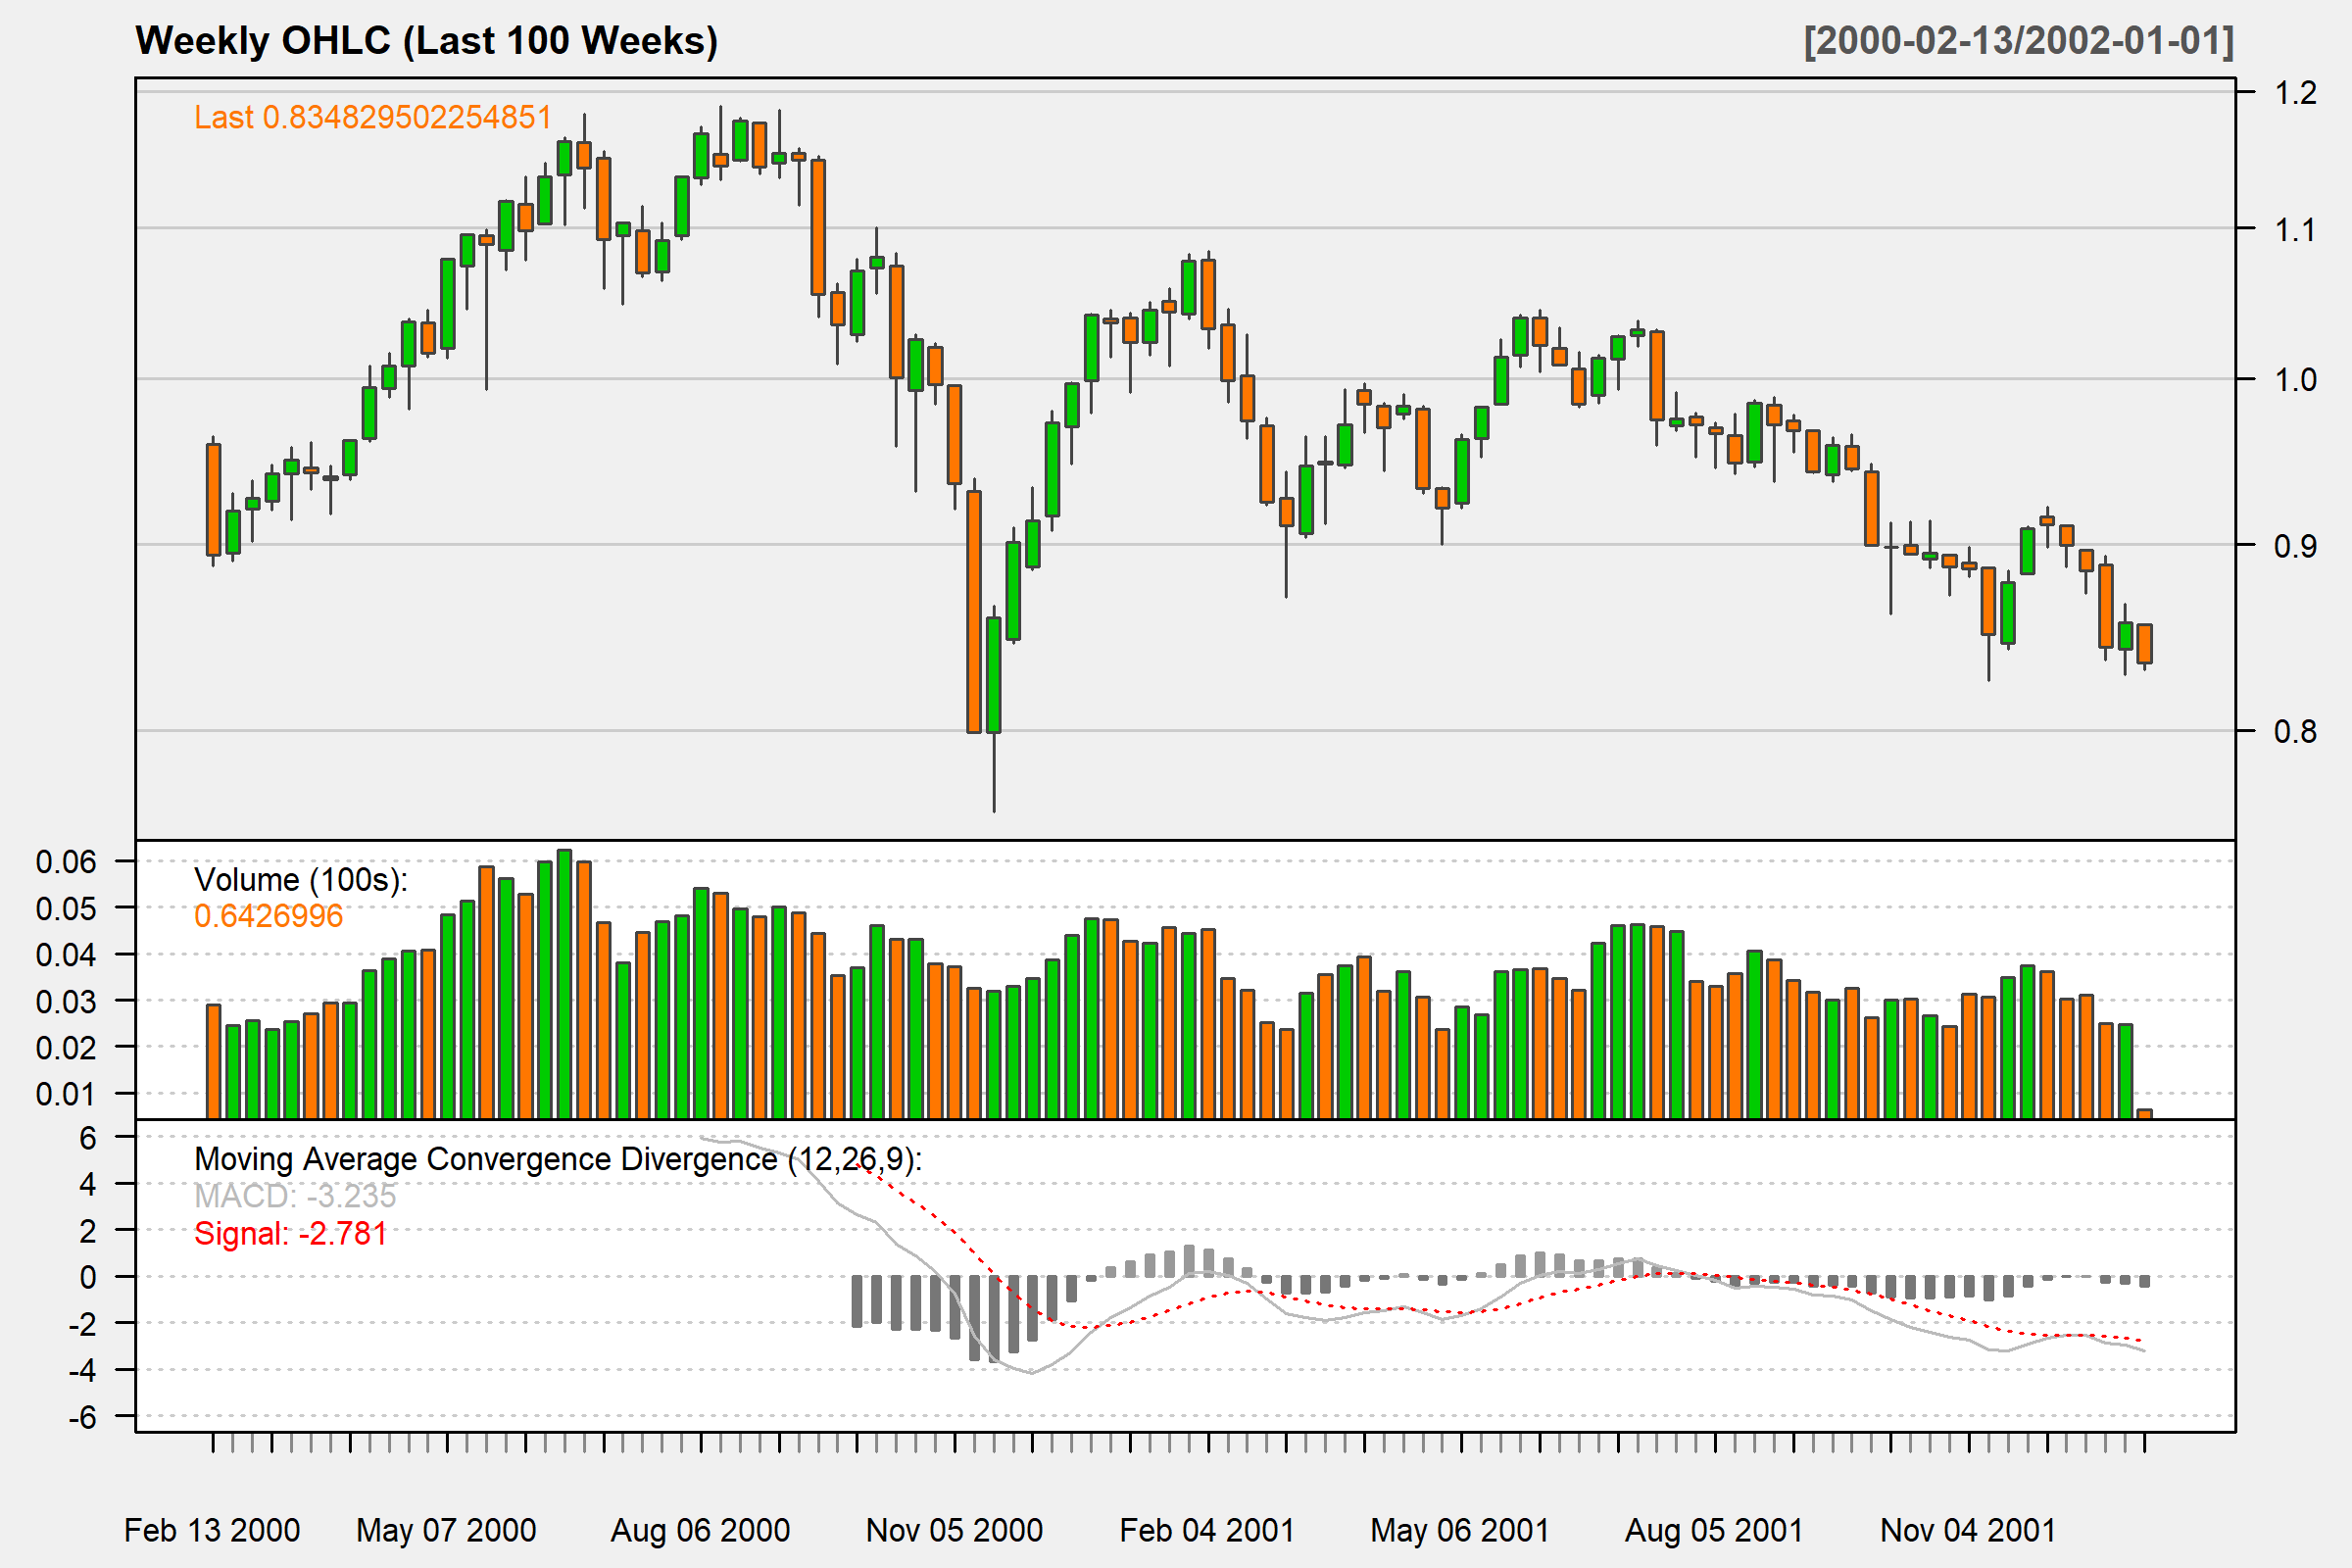 Weekly OHLC (Last 100 Weeks)
[2000-02-13/2002-01-01]
Last 0.834829502254851
1.2
1.1
1.0
0.9
0.8
Volume (100s):
0.6426996
0.06
0.05
0.04
0.03
0.02
0.01
Moving Average Convergence Divergence (12,26,9):
MACD: -3.235
Signal: -2.781
6
4
2
0
-2
-4
-6
Feb 13 2000 May 07 2000 Aug 06 2000 Nov 05 2000 Feb 04 2001 May 06 2001 Aug 05 2001 Nov 04 2001